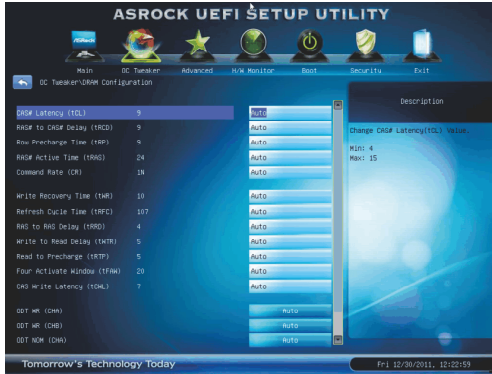 ASROCK UEFI SETUP UTILITY
ASRock
Main OC Tweaker Advanced H/W Monitor Boot Security Exit
OC Tweaker\DRAM Configuration
Description
CAS# Latency (tCL) 9 Auto
Change CAS# Latency(tCL) Value.
RAS# to CAS# Delay (tRCD) 9 Auto
Row Precharge Time (tRP) 9 Auto
Min: 4
RAS# Active Time (tRAS) 24 Auto
Max: 15
Command Rate (CR) 1N Auto
Write Recovery Time (tWR) 10 Auto
Refresh Cycle Time (tRFC) 107 Auto
RAS to RAS Delay (tRRD) 4 Auto
Write to Read Delay (tWTR) 5 Auto
Read to Precharge (tRTP) 5 Auto
Four Activate Window (tFAW) 20 Auto
CAS Write Latency (tCWL) 7 Auto
ODT WR (CHA) Auto
ODT WR (CHB) Auto
ODT NOM (CHA) Auto
Tomorrow's Technology Today
Fri 12/30/2011, 12:22:59